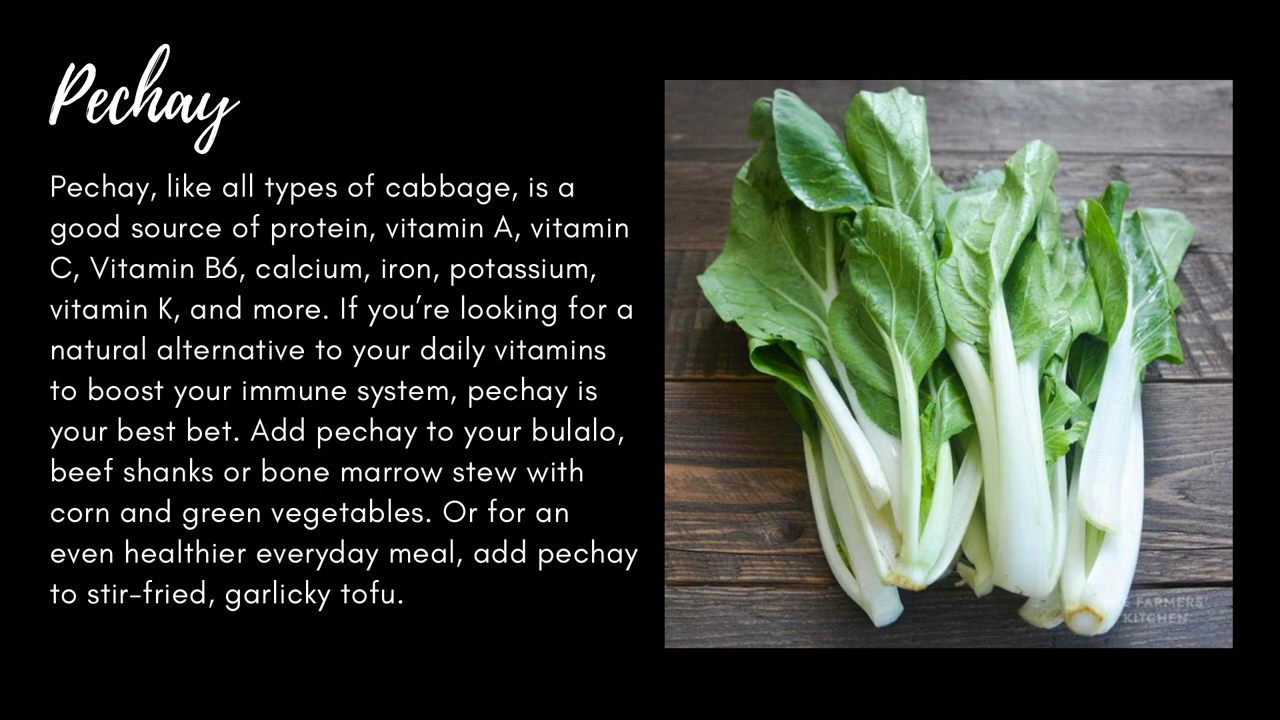 Pechay
Pechay, like all types of cabbage, is a
good source of protein, vitamin A, vitamin
C, Vitamin B6, calcium, iron, potassium,
vitamin K, and more. If you’re looking for a
natural alternative to your daily vitamins
to boost your immune system, pechay is
your best bet. Add pechay to your bulalo,
beef shanks or bone marrow stew with
corn and green vegetables. Or for an
even healthier everyday meal, add pechay
to stir-fried, garlicky tofu.
FARMERS'
KITCHEN